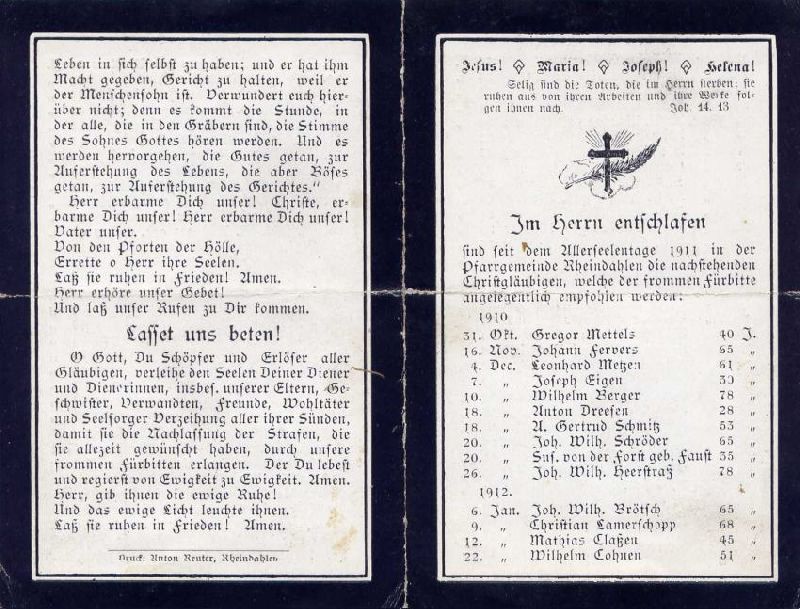 Leben in sich selbst zu haben; und er hat ihm
Macht gegeben, Gericht zu halten, weil er
der Menschensohn ist. Verwundert euch hier-
über nicht; denn es kommt die Stunde, in
der alle, die in den Gräbern sind, die Stimme
des Sohnes Gottes hören werden. Und es
werden hervorgehen, die Gutes getan, zur
Auferstehung des Lebens, die aber Böses
getan, zur Auferstehung des Gerichtes."
Herr erbarme Dich unser! Christe, er-
barme Dich unser! Herr erbarme Dich unser!
Vater unser.
Von den Pforten der Hölle,
Errette o Herr ihre Seelen.
Laß sie ruhen in Frieden! Amen.
Herr erhöre unser Gebet!
Und laß unser Rufen zu Dir kommen.
Lasset uns beten!
O Gott, Du Schöpfer und Erlöser aller
Gläubigen, verleihe den Seelen Deiner Diener
und Dienerinnen, insbes. unserer Eltern, Ge-
schwister, Verwandten, Freunde, Wohltäter
und Seelsorger Verzeihung aller ihrer Sünden,
damit sie die Nachlassung der Strafen, die
sie allezeit gewünscht haben, durch unsere
frommen Fürbitten erlangen. Der Du lebest
und regierst von Ewigkeit zu Ewigkeit. Amen.
Herr, gib ihnen die ewige Ruhe!
Und das ewige Licht leuchte ihnen.
Laß sie ruhen in Frieden! Amen.
Druck Anton Reuter, Rheindahlen
Jesus! Maria! Joseph! Helena!
Selig sind die Toten, die im Herrn sterben; sie
ruhen aus von ihren Arbeiten und ihre Werke fol-
gen ihnen nach. Joh. 14. 13
Im Herrn entschlafen
sind seit dem Allerseelentage 1911 in der
Pfarrgemeinde Rheindahlen die nachstehenden
Christgläubigen, welche der frommen Fürbitte
angelegentlich empfohlen werden:
1910
31. Okt. Gregor Mettels 40 J.
16. Nov. Johann Fervers 65 „
4. Dez. Leonhard Metzen 61 „
7. „ Joseph Eigen 30 „
10. „ Wilhelm Berger 78 „
18. „ Anton Dreesen 28 „
18. „ A. Gertrud Schmitz 53 „
20. „ Joh. Wilh. Schröder 65 „
20. „ Sus. von der Forst geb. Faust 35 „
26. „ Joh. Wilh. Heerstraß 78 „
1912.
6. Jan. Joh. Wilh. Brötsch 65 „
9. „ Christian Lamerschopp 68 „
12. „ Mathias Claßen 45 „
22. „ Wilhelm Cohnen 51 „